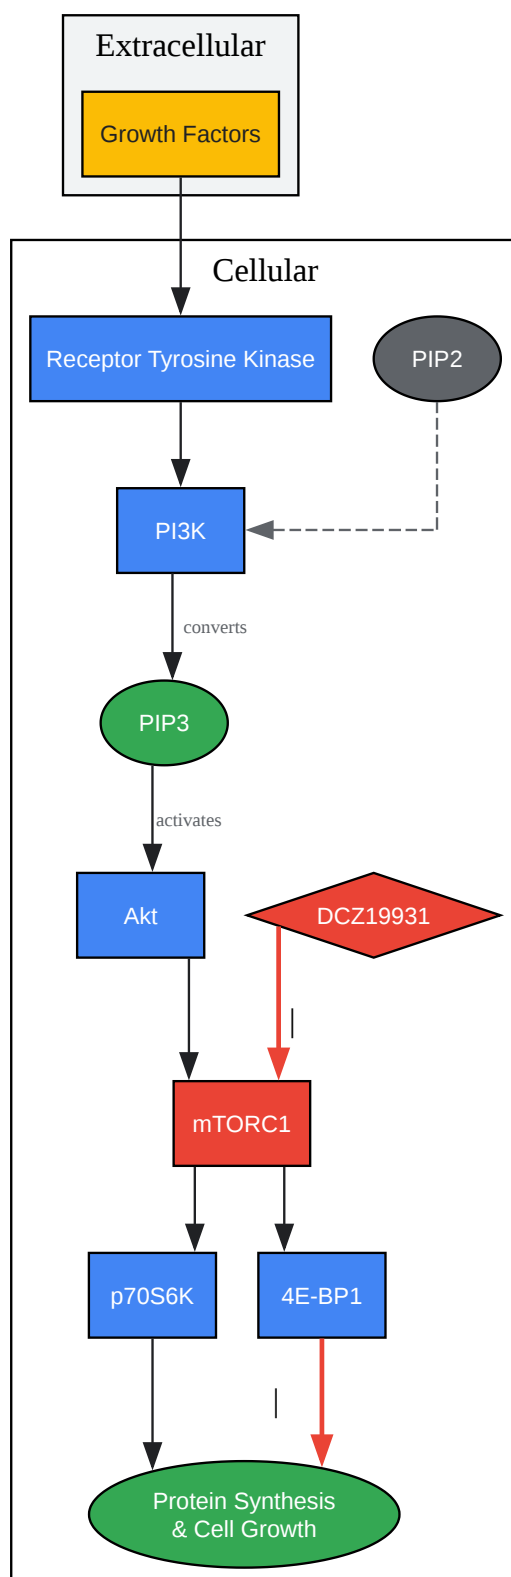 Extracellular
Growth Factors
Cellular
Receptor Tyrosine Kinase
PIP2
PI3K
converts
PIP3
activates
Akt
DCZ19931
|
mTORC1
p70S6K
4E-BP1
|
Protein Synthesis
& Cell Growth